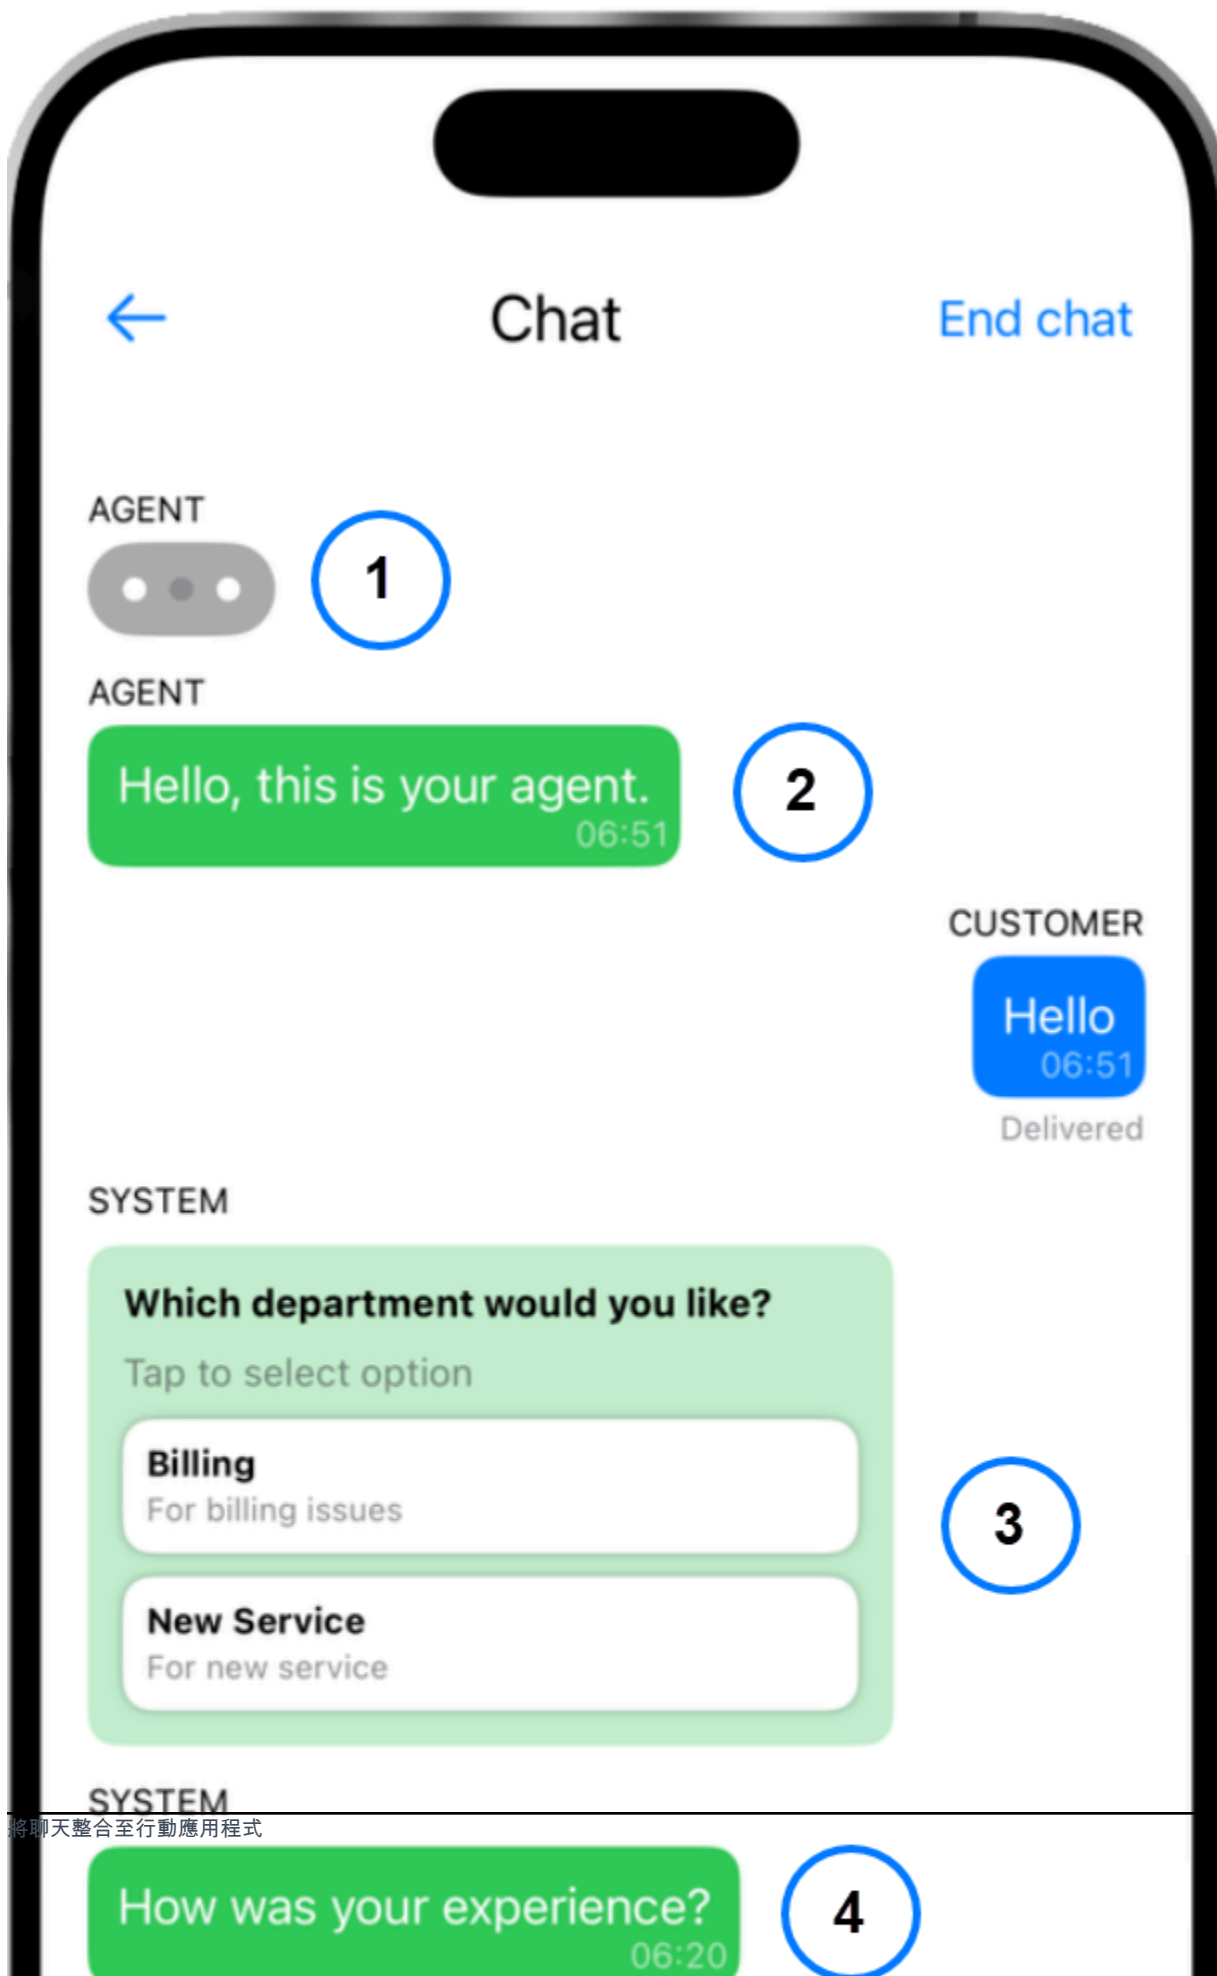 Chat
End chat
AGENT
1
AGENT
Hello, this is your agent.
06:51
2
CUSTOMER
Hello
06:51
Delivered
SYSTEM
Which department would you like?
Tap to select option
Billing
For billing issues
3
New Service
For new service
SYSTEM
將聊天整合至行動應用程式
How was your experience?
06:20
4